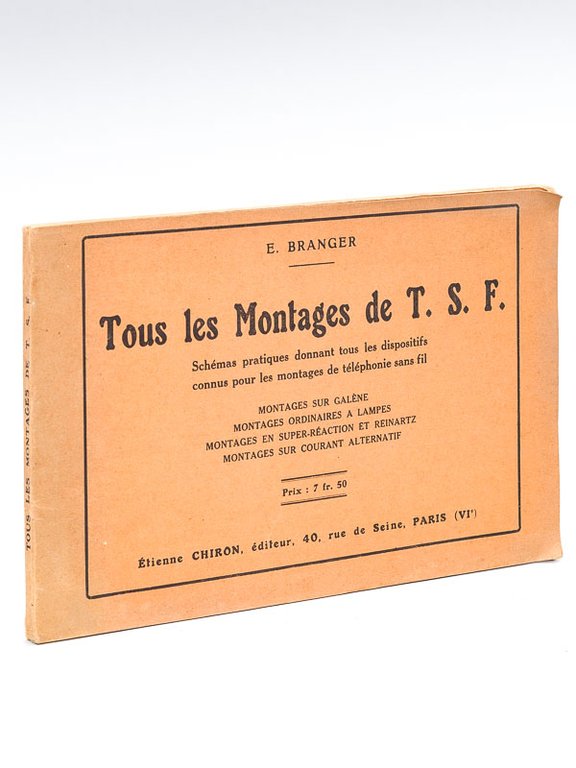 E. BRANGER
Tous les Montages de T. S. F.
Schémas pratiques donnant tous les dispositifs
connus pour les montages de téléphonie sans fil
MONTAGES SUR GALÈNE
MONTAGES ORDINAIRES A LAMPES
MONTAGES EN SUPER-RÉACTION ET REINARTZ
MONTAGES SUR COURANT ALTERNATIF
Prix : 7 fr. 50
Étienne CHIRON, éditeur, 40, rue de Seine, PARIS (VIe)
TOUS LES MONTAGES DE T. S. F.